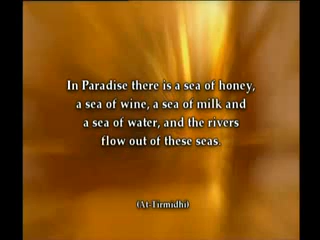 In Paradise there is a sea of honey,
a sea of wine, a sea of milk and
a sea of water, and the rivers
flow out of these seas.
(At-Tirmidhi)